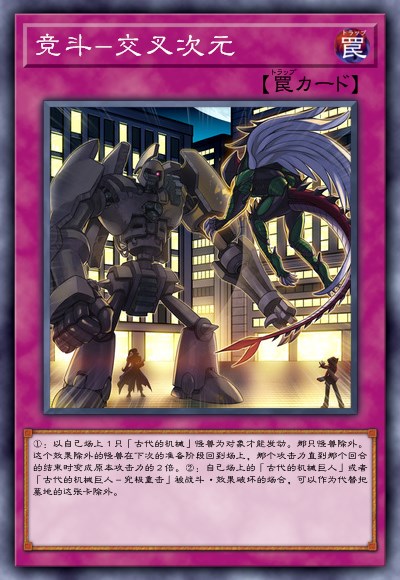 竞斗-交叉次元
トラップ
罠
トラップ
【罠カード】
①：以自己场上1只「古代的机械」怪兽为对象才能发动。那只怪兽除外。
这个效果除外的怪兽在下次的准备阶段回到场上，那个攻击力直到那个回合
的结束时变成原本攻击力的2倍。②：自己场上的「古代的机械巨人」或者
「古代的机械巨人-究极重击」被战斗·效果破坏的场合，可以作为代替把
墓地的这张卡除外。